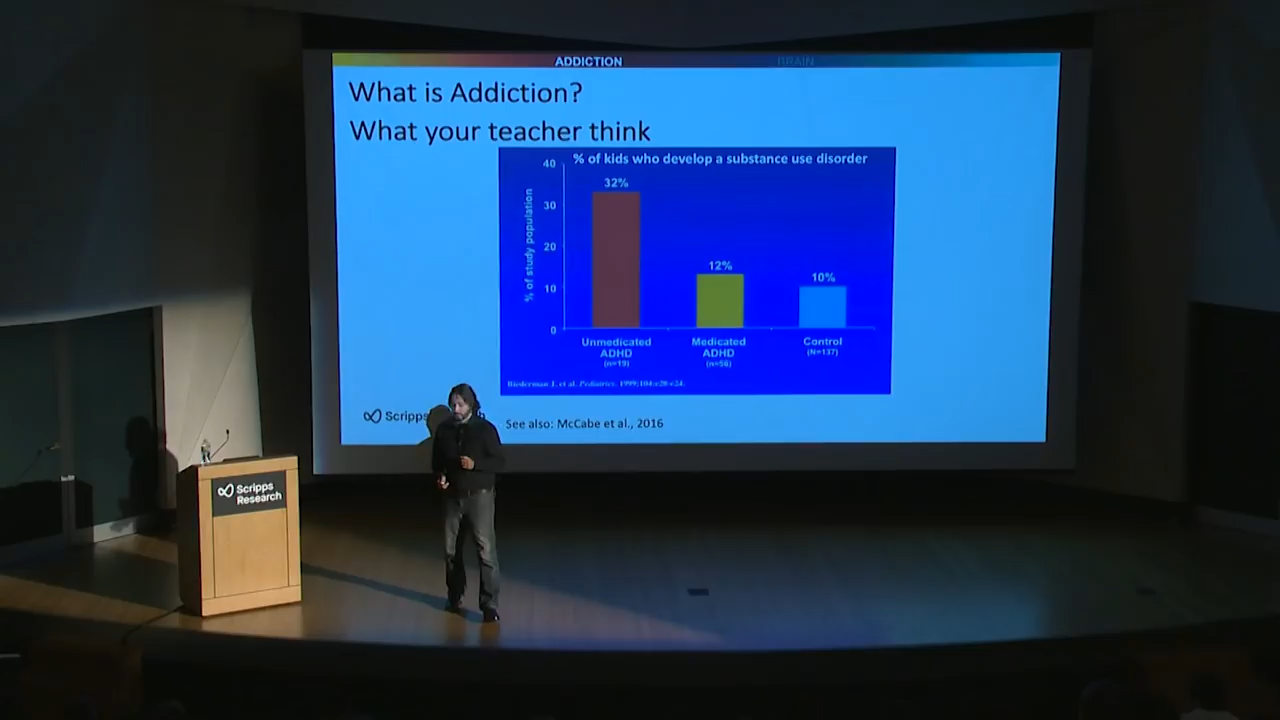 ADDICTION
BRAIN
What is Addiction?
What your teacher think
% of kids who develop a substance use disorder
% of study population
40
30
20
10
0
32%
12%
10%
Unmedicated
ADHD
(n=19)
Medicated
ADHD
(n=56)
Control
(N=137)
Biederman J, et al. Pediatrics. 1999;104:e20-e24.
Scripps
See also: McCabe et al., 2016
Scripps
Research